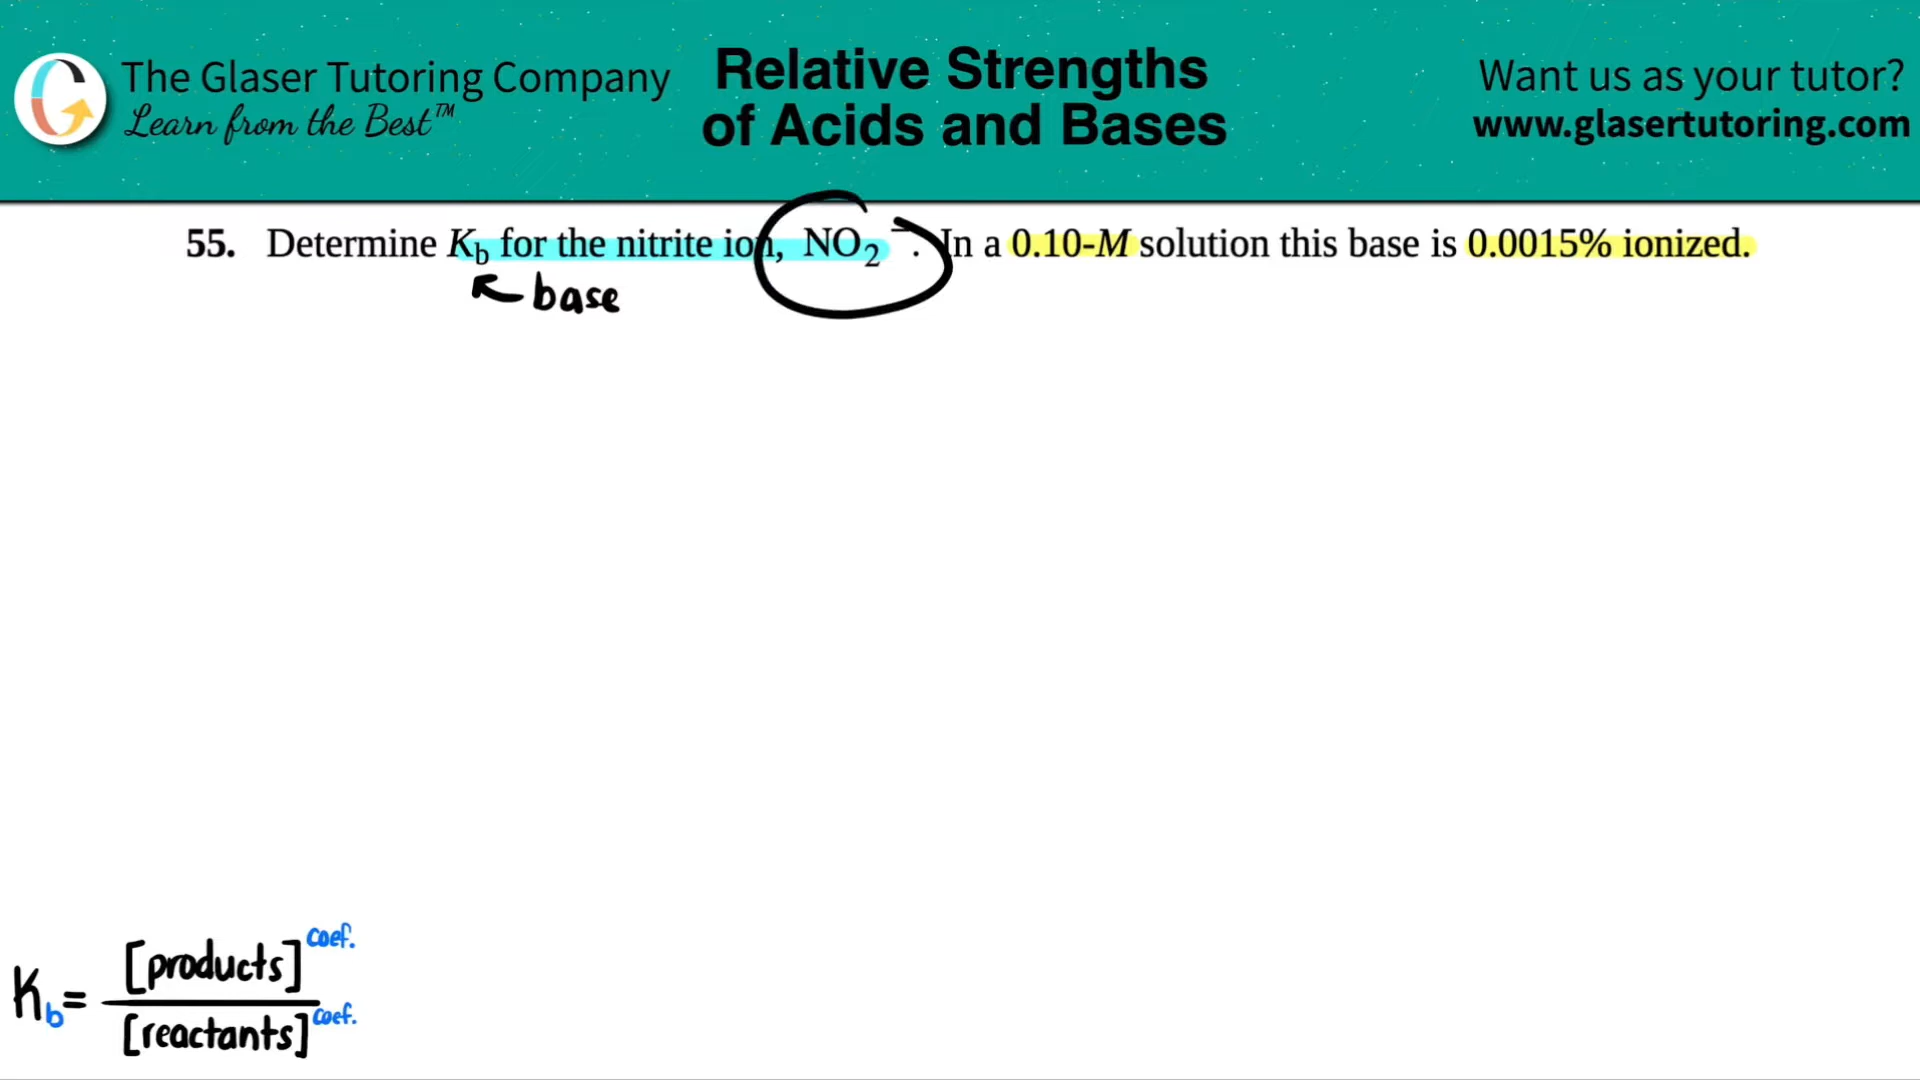 The Glaser Tutoring Company
Learn from the Best™
Relative Strengths
of Acids and Bases
Want us as your tutor?
www.glasertutoring.com
55. Determine K_b for the nitrite ion, NO₂⁻. In a 0.10-M solution this base is 0.0015% ionized.
base
K_b = [products]^coef. / [reactants]^coef.